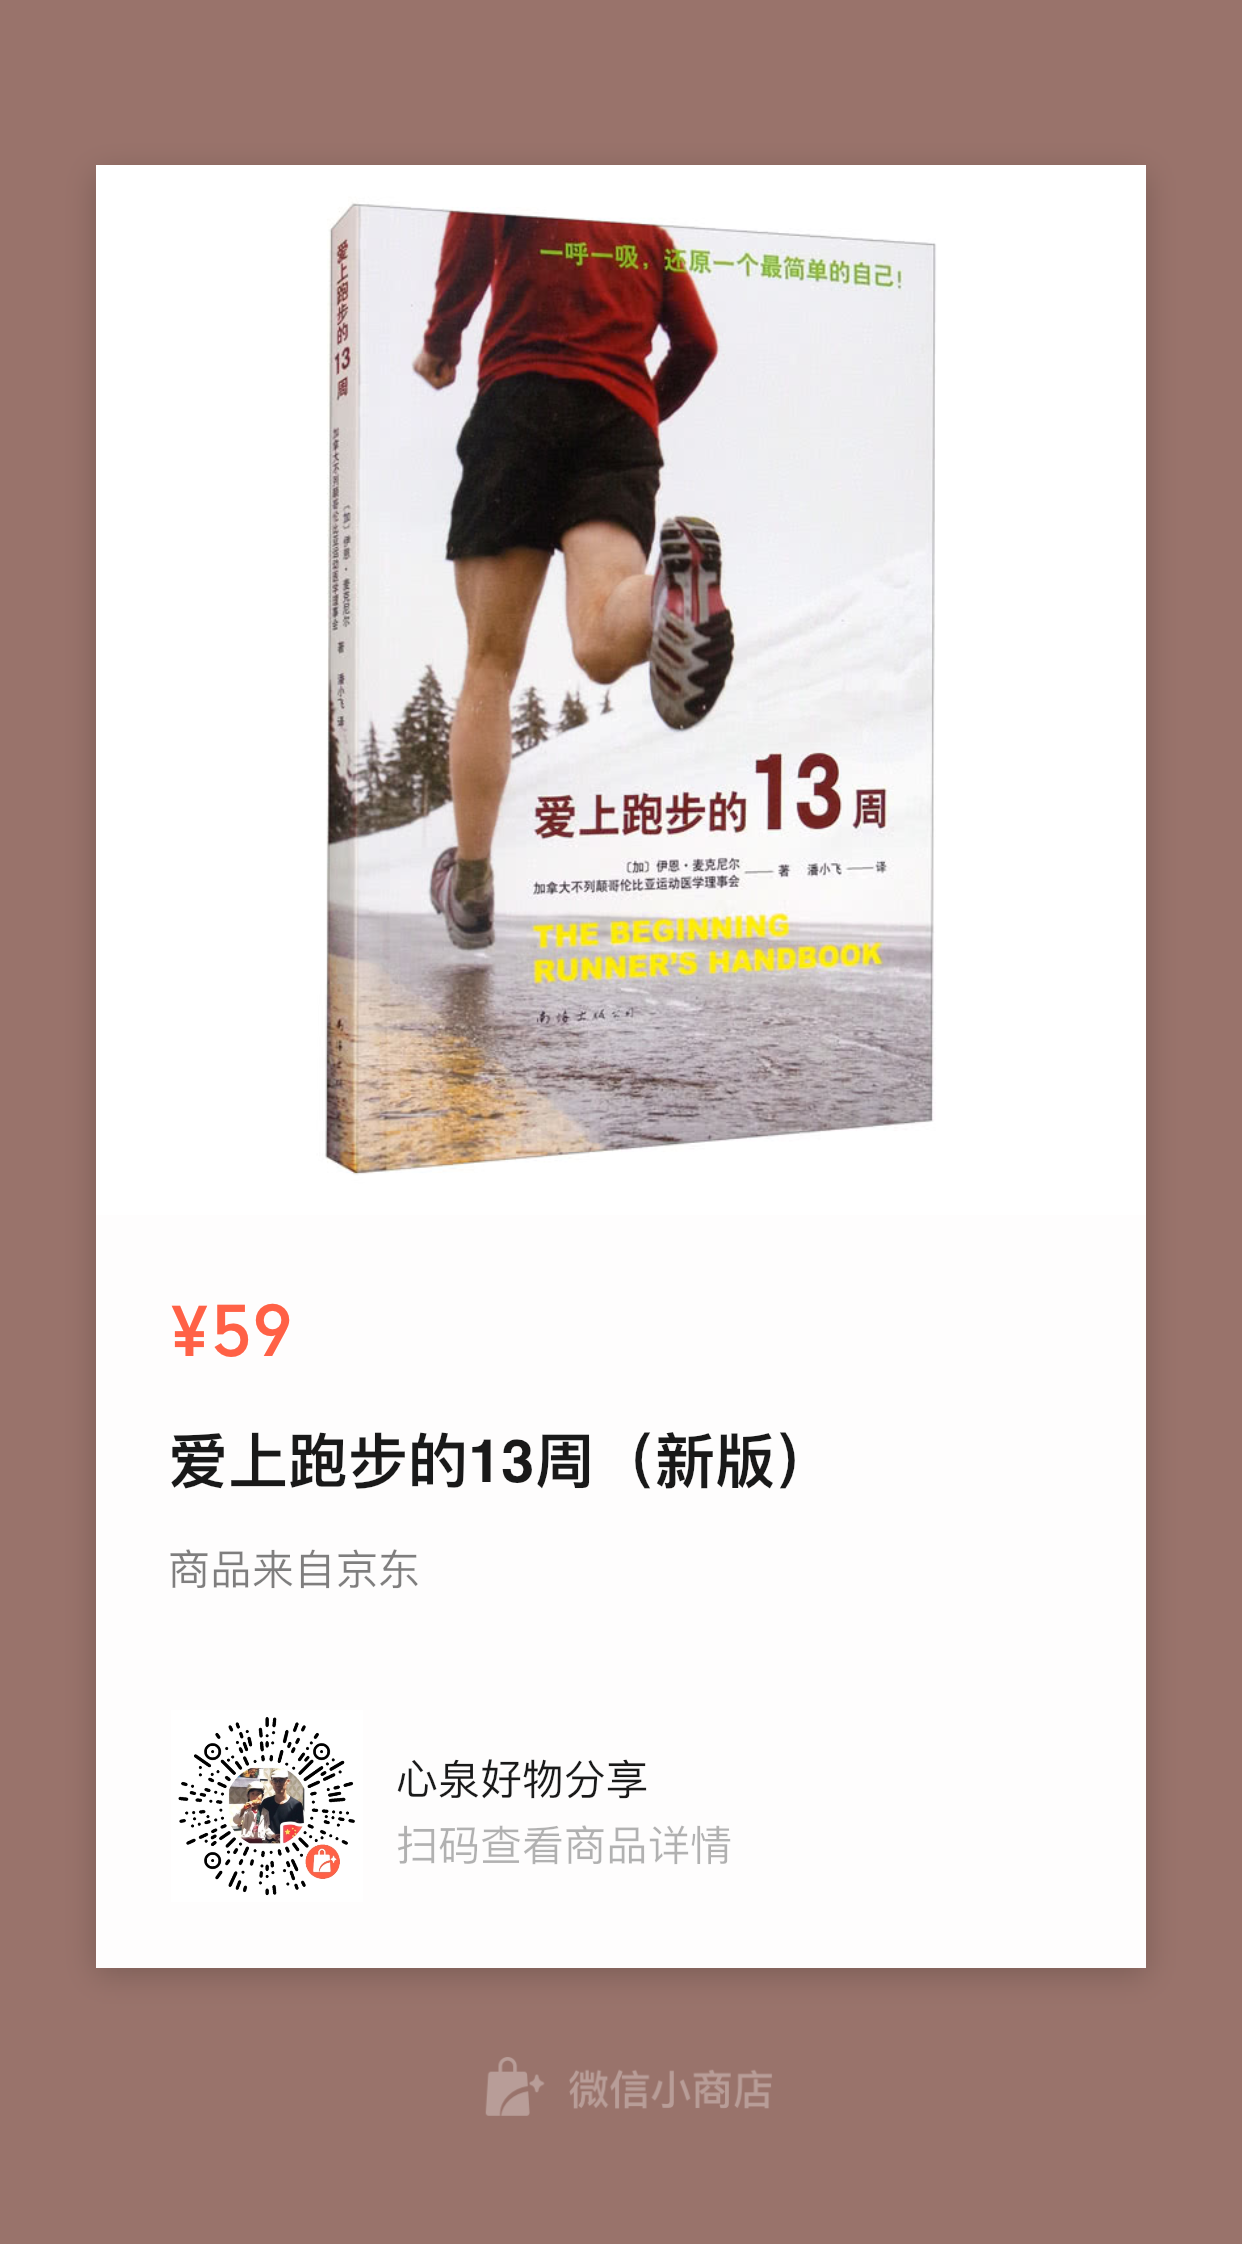 一呼一吸，还原一个最简单的自己！
爱上跑步的13周
〔加〕伊恩·麦克尼尔
加拿大不列颠哥伦比亚运动医学理事会 著
潘小飞 译
爱上跑步的13周
〔加〕伊恩·麦克尼尔
加拿大不列颠哥伦比亚运动医学理事会
著 潘小飞 译
THE BEGINNING
RUNNER'S HANDBOOK
南海出版公司
¥59
爱上跑步的13周（新版）
商品来自京东
心泉好物分享
扫码查看商品详情
微信小商店